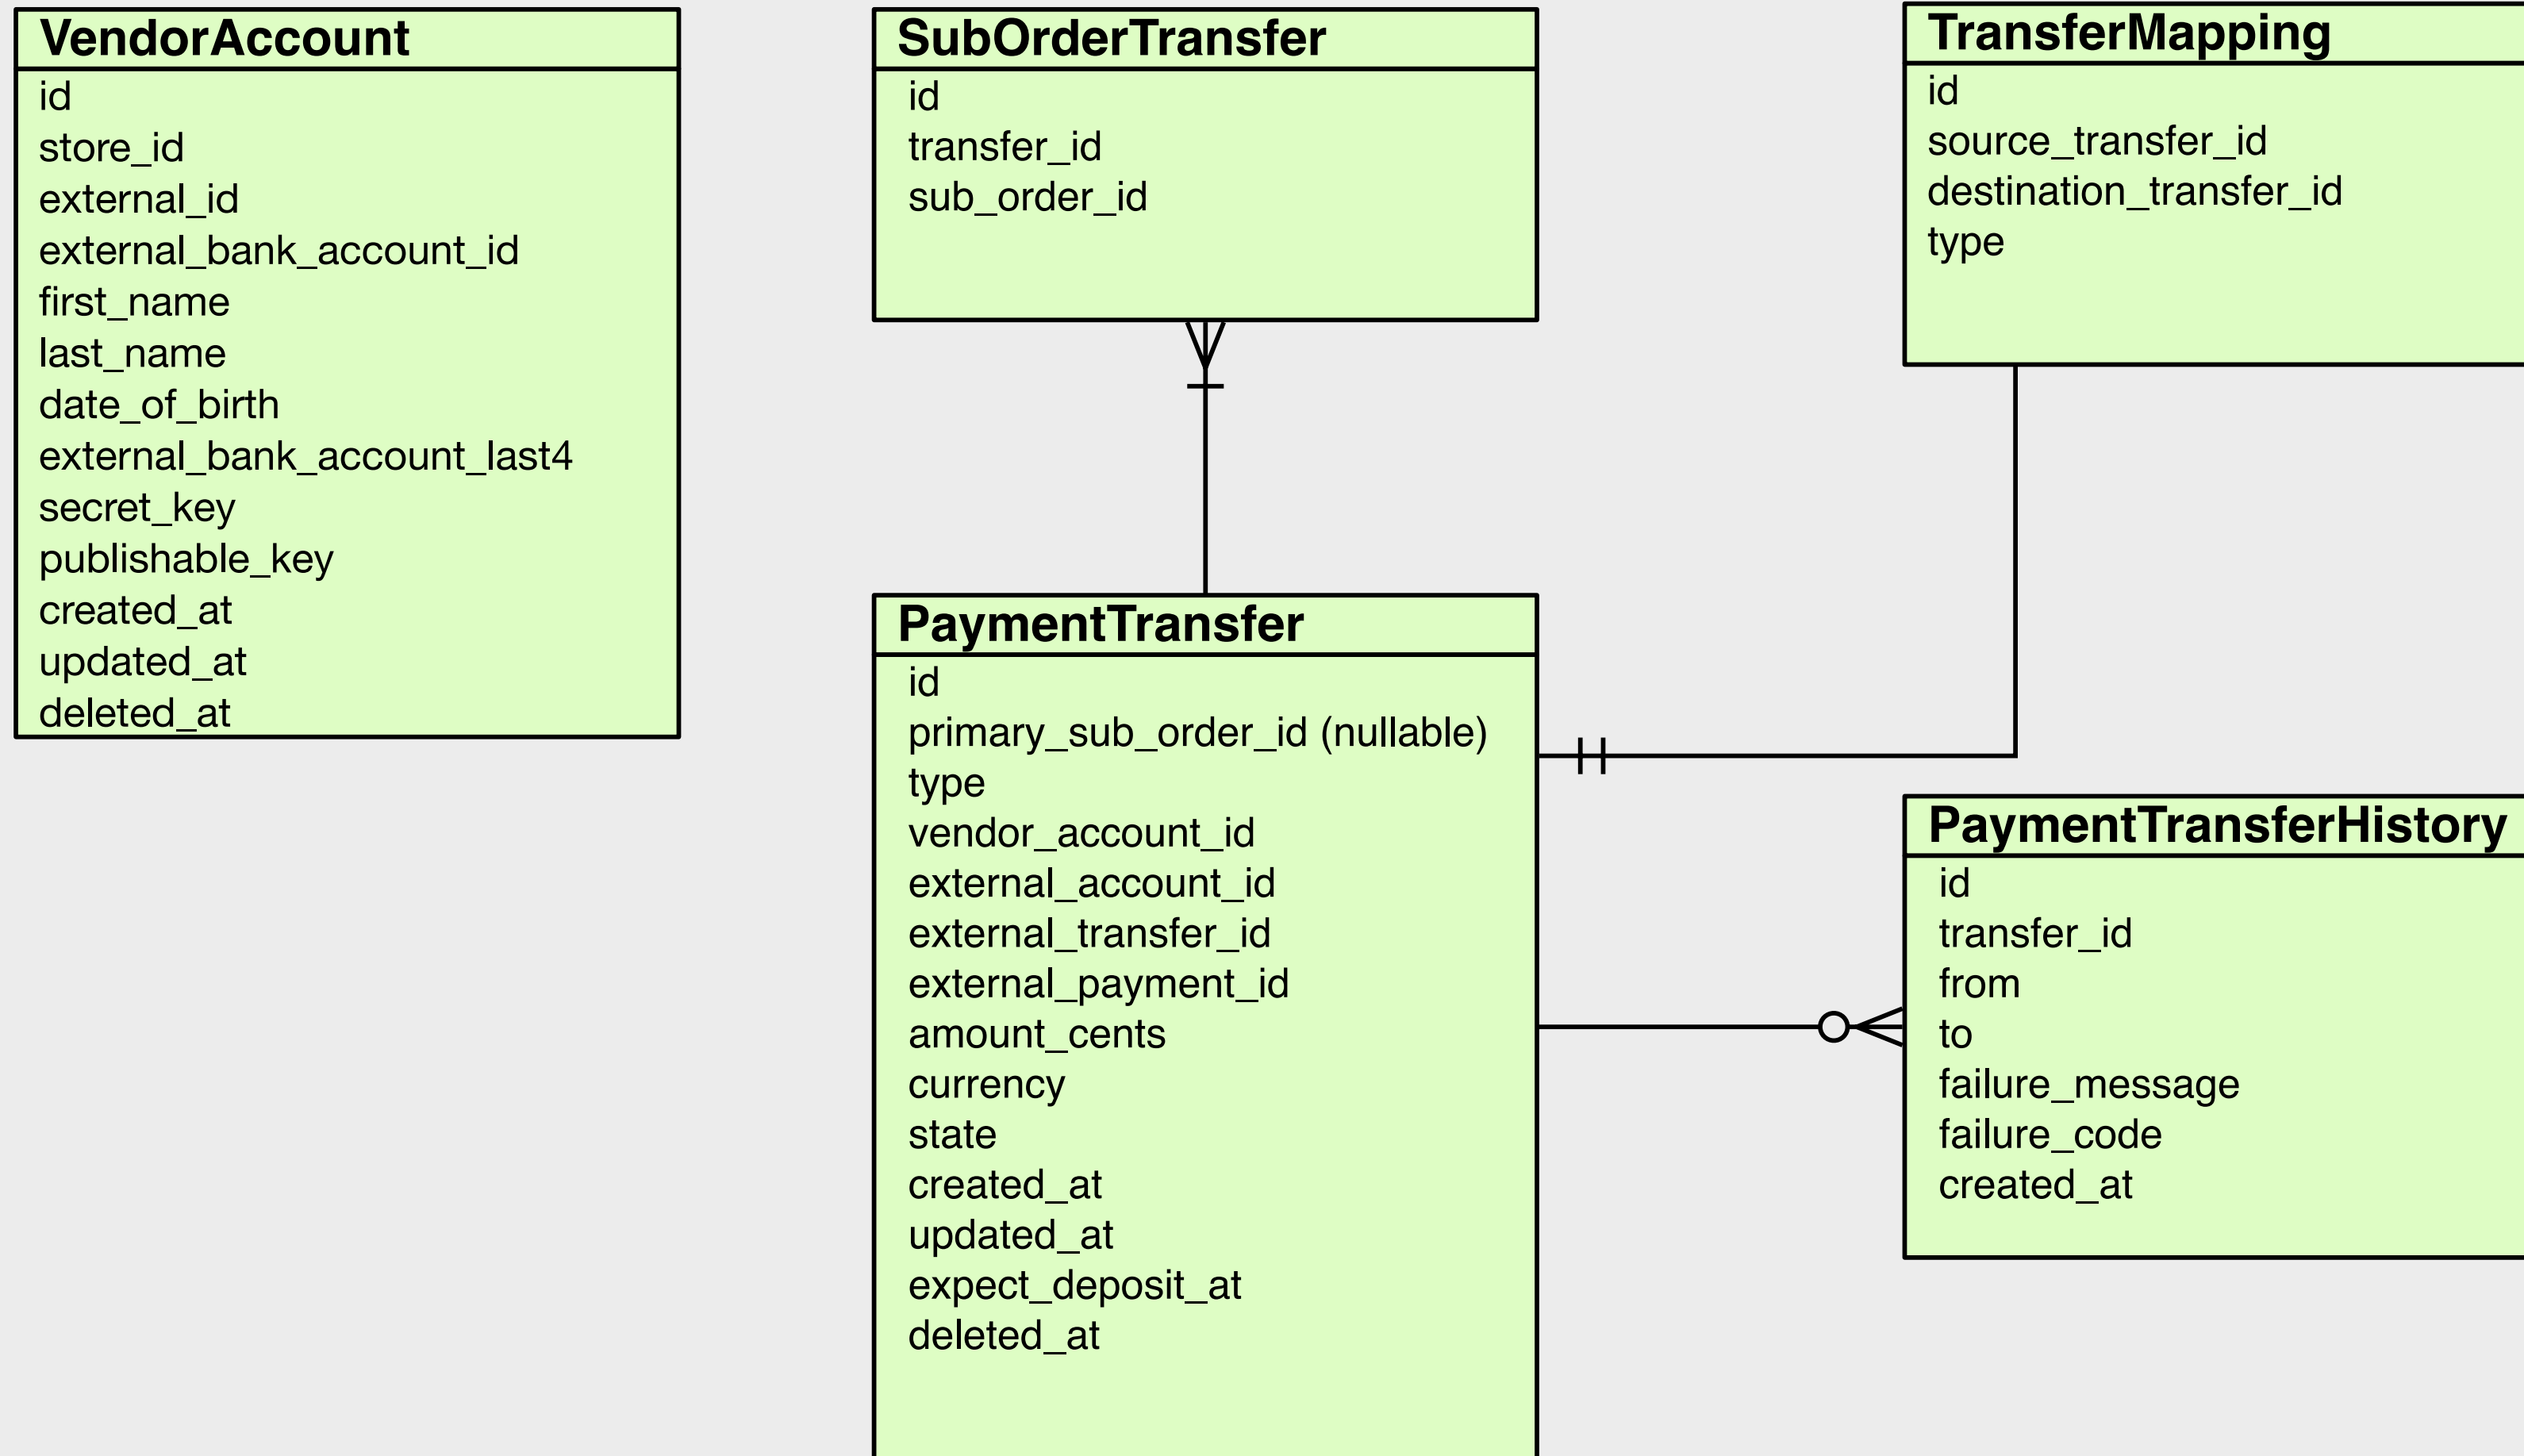 VendorAccount
id
store_id
external_id
external_bank_account_id
first_name
last_name
date_of_birth
external_bank_account_last4
secret_key
publishable_key
created_at
updated_at
deleted_at
SubOrderTransfer
id
transfer_id
sub_order_id
TransferMapping
id
source_transfer_id
destination_transfer_id
type
PaymentTransfer
id
primary_sub_order_id (nullable)
type
vendor_account_id
external_account_id
external_transfer_id
external_payment_id
amount_cents
currency
state
created_at
updated_at
expect_deposit_at
deleted_at
PaymentTransferHistory
id
transfer_id
from
to
failure_message
failure_code
created_at